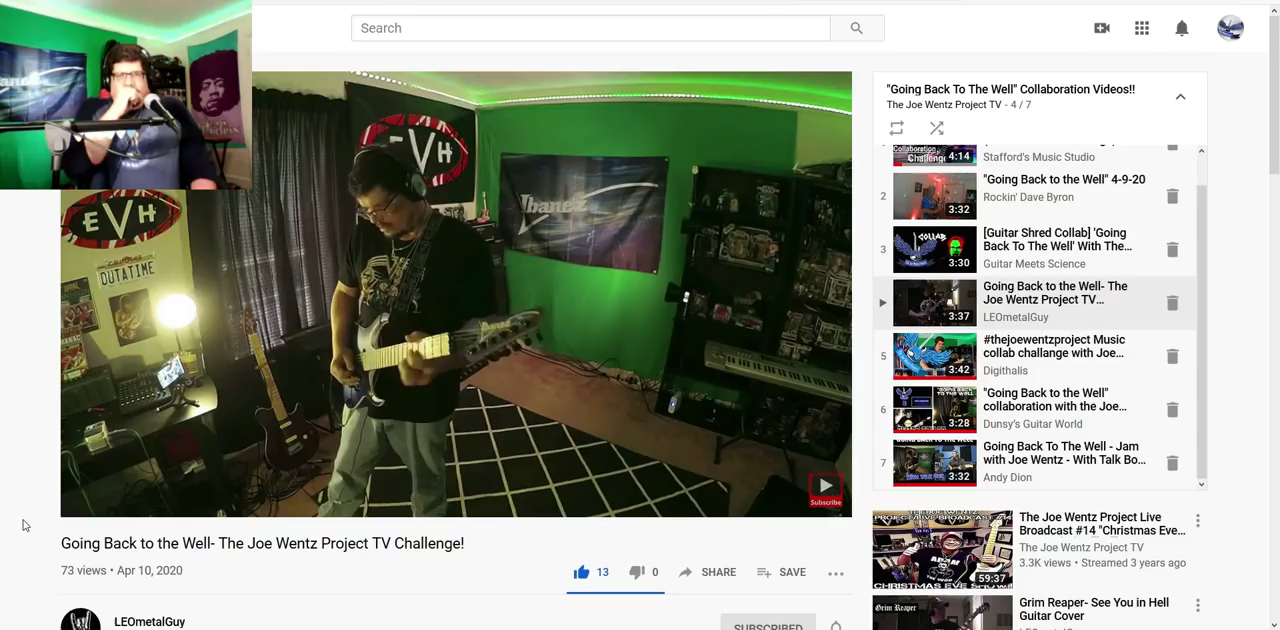 Search
"Going Back To The Well" Collaboration Videos!!
The Joe Wentz Project TV - 4 / 7
Collaboration
Challenge
4:14
Stafford's Music Studio
2
3:32
"Going Back to the Well" 4-9-20
Rockin' Dave Byron
3
COLLAB
3:30
[Guitar Shred Collab] 'Going
Back To The Well' With The...
Guitar Meets Science
3:37
Going Back to the Well- The
Joe Wentz Project TV...
LEOmetalGuy
5
3:42
#thejoewentzproject Music
collab challange with Joe...
Digithalis
6
3:28
"Going Back to the Well"
collaboration with the Joe...
Dunsy's Guitar World
7
3:32
Going Back To The Well - Jam
with Joe Wentz - With Talk Bo...
Andy Dion
EVH
Ibanez
EVH
OUTATIME
Subscribe
Going Back to the Well- The Joe Wentz Project TV Challenge!
73 views • Apr 10, 2020
13
0
SHARE
SAVE
LEOmetalGuy
SUBSCRIBED
CHRISTMAS EVE SHOW
59:37
The Joe Wentz Project Live
Broadcast #14 "Christmas Eve...
The Joe Wentz Project TV
3.3K views • Streamed 3 years ago
Grim Reaper
Grim Reaper- See You in Hell
Guitar Cover